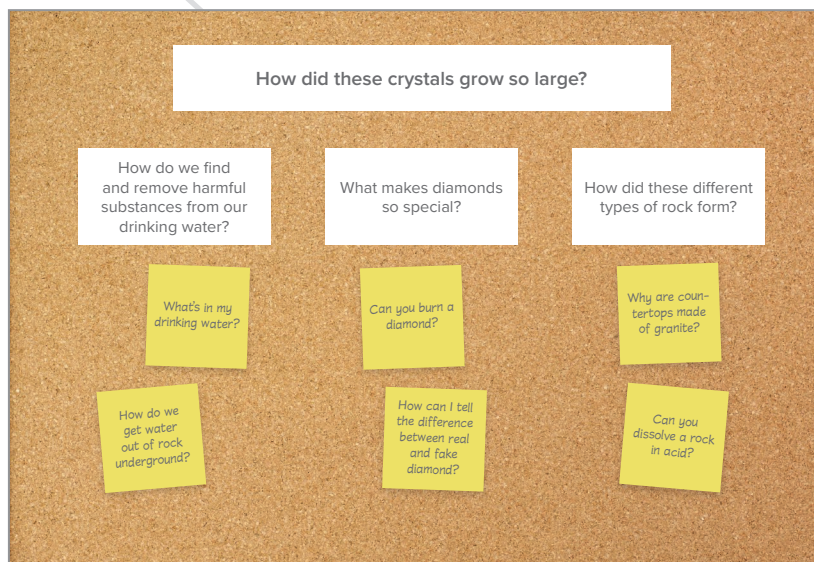 How did these crystals grow so large?
How do we find
and remove harmful
substances from our
drinking water?
What makes diamonds
so special?
How did these different
types of rock form?
What's in my
drinking water?
Can you burn a
diamond?
Why are coun-
tertops made
of granite?
How do we
get water
out of rock
underground?
How can I tell
the difference
between real
and fake
diamond?
Can you
dissolve a rock
in acid?